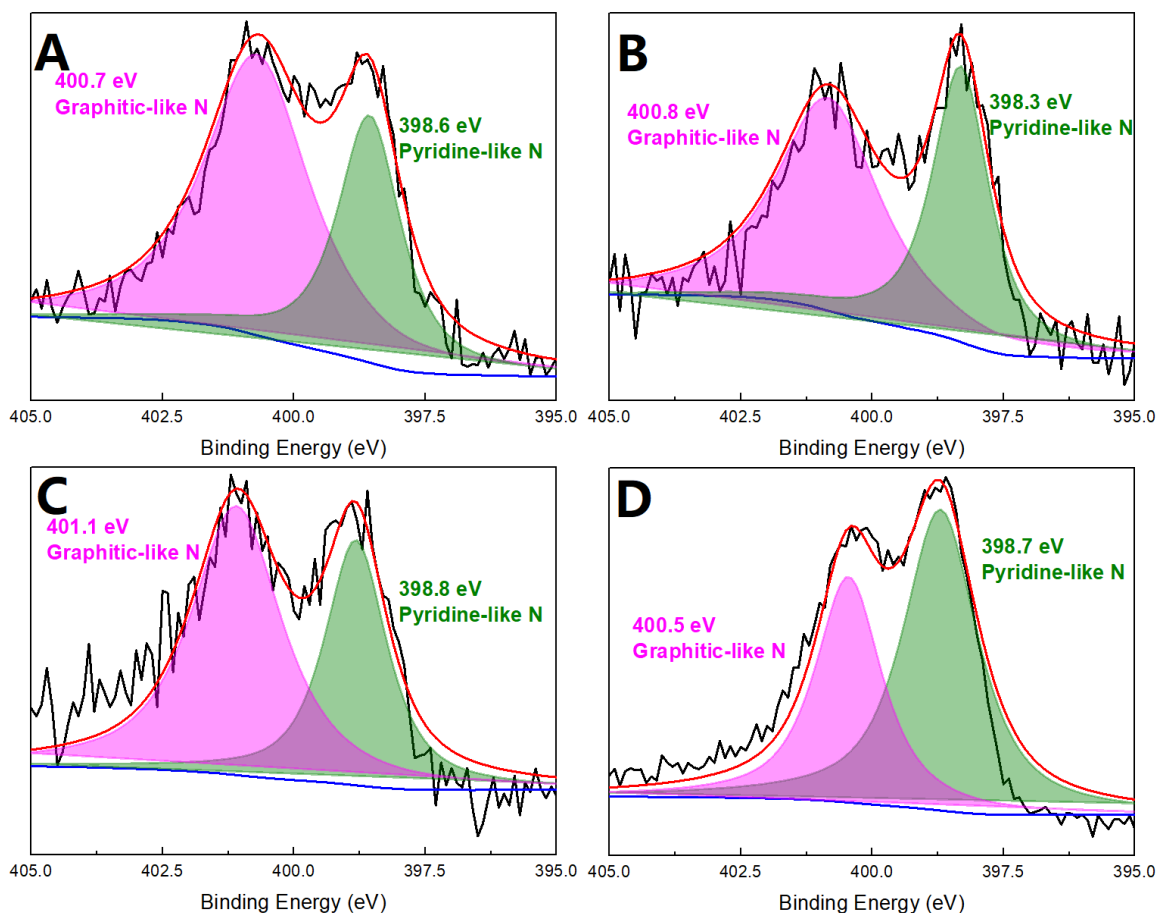 A
400.7 eV
Graphitic-like N
398.6 eV
Pyridine-like N
405.0 402.5 400.0 397.5 395.0
Binding Energy (eV)
B
400.8 eV
Graphitic-like N
398.3 eV
Pyridine-like N
405.0 402.5 400.0 397.5 395.0
Binding Energy (eV)
C
401.1 eV
Graphitic-like N
398.8 eV
Pyridine-like N
405.0 402.5 400.0 397.5 395.0
Binding Energy (eV)
D
400.5 eV
Graphitic-like N
398.7 eV
Pyridine-like N
405.0 402.5 400.0 397.5 395.0
Binding Energy (eV)